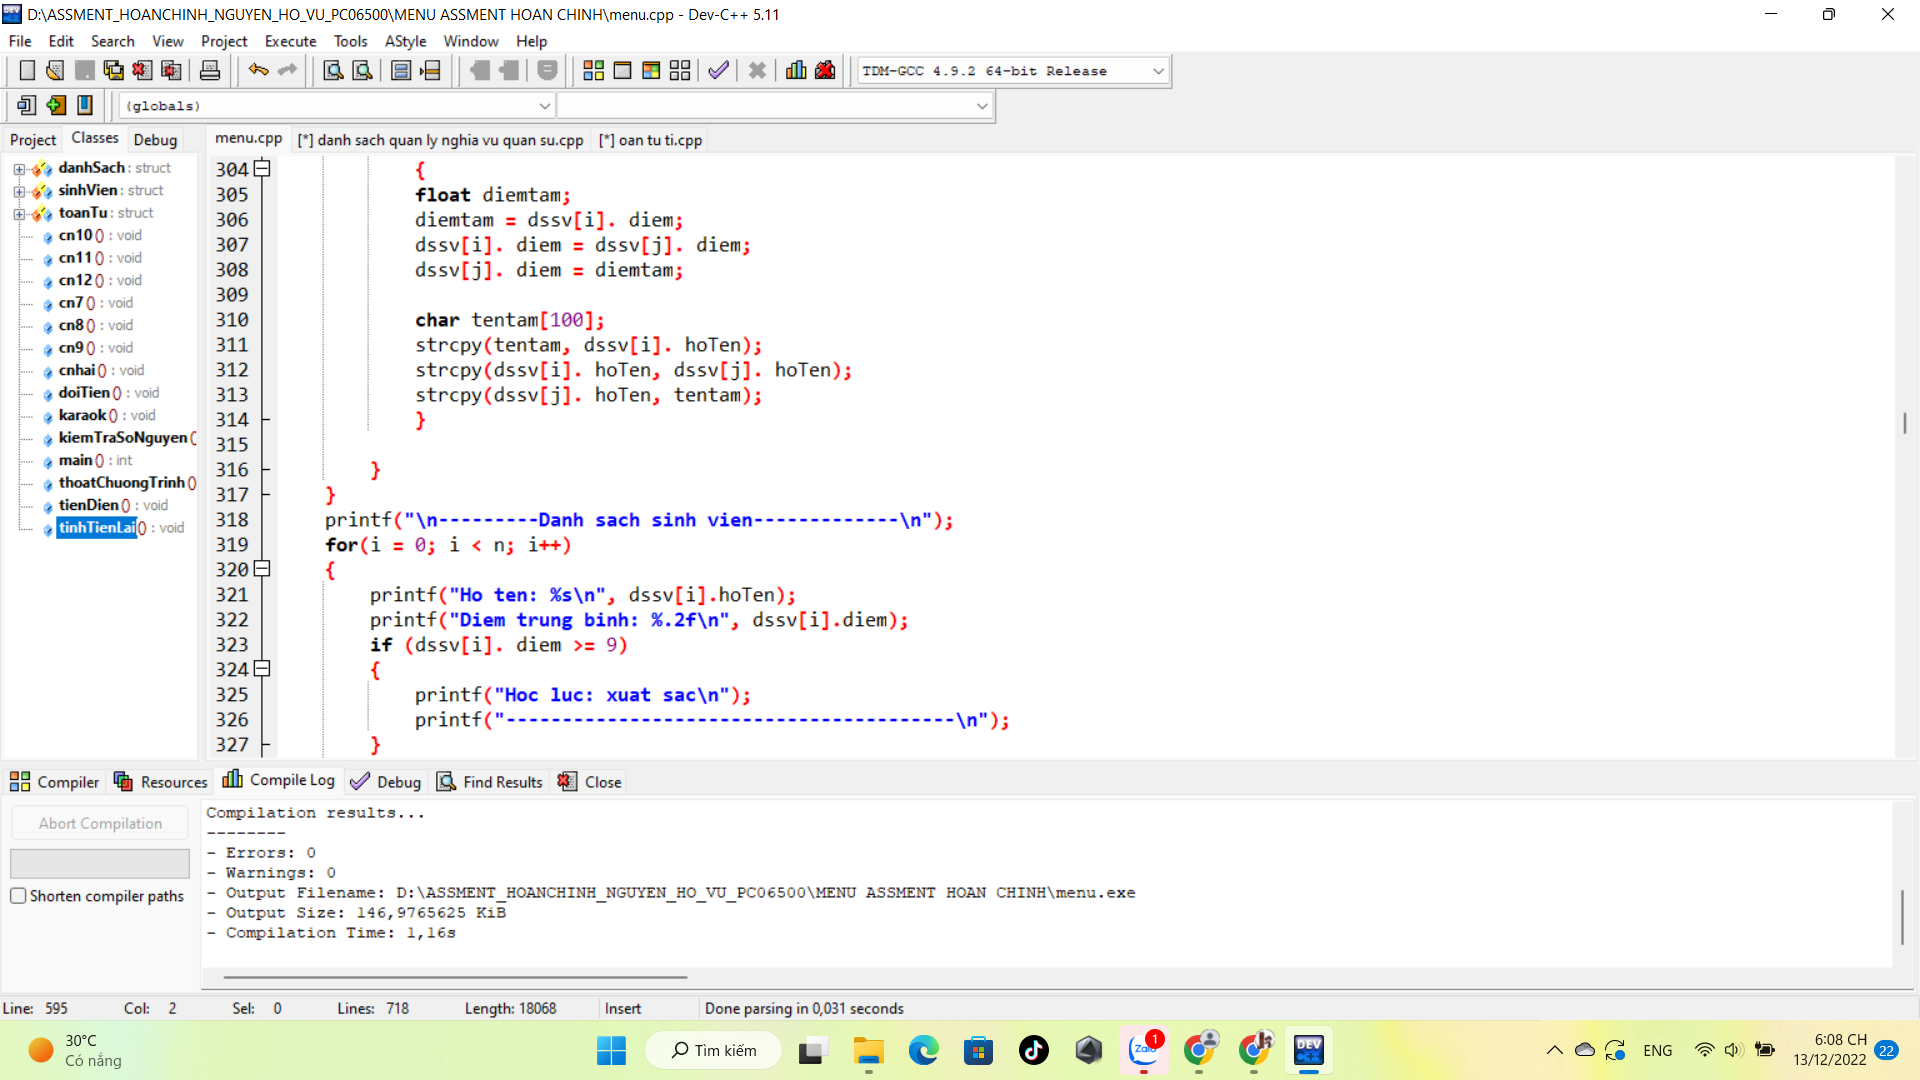 D:\ASSMENT_HOANCHINH_NGUYEN_HO_VU_PC06500\MENU ASSMENT HOAN CHINH\menu.cpp - Dev-C++ 5.11
File Edit Search View Project Execute Tools AStyle Window Help
TDM-GCC 4.9.2 64-bit Release
(globals)
Project Classes Debug
menu.cpp [*] danh sach quan ly nghia vu quan su.cpp [*] oan tu ti.cpp
danhSach : struct
sinhVien : struct
toanTu : struct
cn10 () : void
cn11 () : void
cn12 () : void
cn7 () : void
cn8 () : void
cn9 () : void
cnhai () : void
doiTien () : void
karaok () : void
kiemTraSoNguyen (
main () : int
thoatChuongTrinh ()
tienDien () : void
tinhTienLai () : void
304 {
305 float diemtam;
306 diemtam = dssv[i]. diem;
307 dssv[i]. diem = dssv[j]. diem;
308 dssv[j]. diem = diemtam;
309
310 char tentam[100];
311 strcpy(tentam, dssv[i]. hoTen);
312 strcpy(dssv[i]. hoTen, dssv[j]. hoTen);
313 strcpy(dssv[j]. hoTen, tentam);
314 }
315
316 }
317 }
318 printf("\n---------Danh sach sinh vien-------------\n");
319 for(i = 0; i < n; i++)
320 {
321 printf("Ho ten: %s\n", dssv[i].hoTen);
322 printf("Diem trung binh: %.2f\n", dssv[i].diem);
323 if (dssv[i]. diem >= 9)
324 {
325 printf("Hoc luc: xuat sac\n");
326 printf("----------------------------------------\n");
327 }
Compiler Resources Compile Log Debug Find Results Close
Abort Compilation
Shorten compiler paths
Compilation results...
--------
- Errors: 0
- Warnings: 0
- Output Filename: D:\ASSMENT_HOANCHINH_NGUYEN_HO_VU_PC06500\MENU ASSMENT HOAN CHINH\menu.exe
- Output Size: 146,9765625 KiB
- Compilation Time: 1,16s
Line: 595 Col: 2 Sel: 0 Lines: 718 Length: 18068 Insert Done parsing in 0,031 seconds
30°C
Có nắng
Tìm kiếm
Zalo
1
DEV C++
ENG
6:08 CH
13/12/2022
22